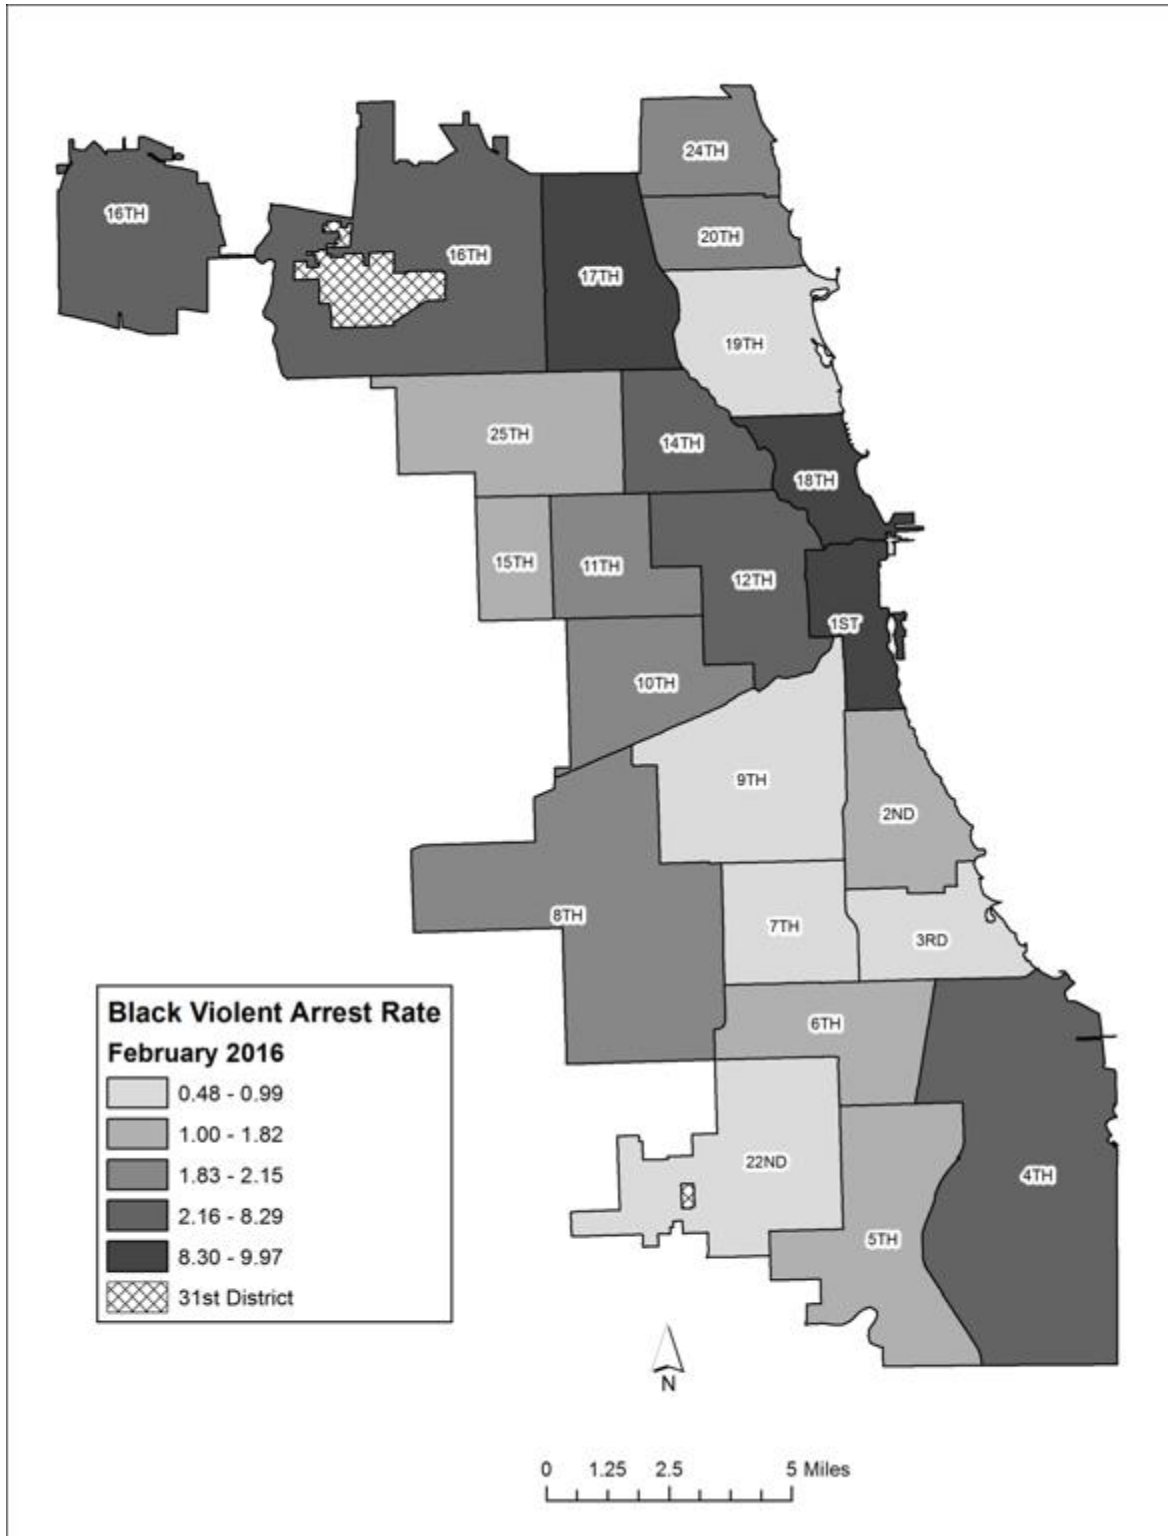 24TH
16TH
20TH
16TH
17TH
19TH
25TH
14TH
18TH
15TH
11TH
12TH
1ST
10TH
9TH
2ND
8TH
7TH
3RD
6TH
22ND
4TH
5TH
Black Violent Arrest Rate
February 2016
0.48 - 0.99
1.00 - 1.82
1.83 - 2.15
2.16 - 8.29
8.30 - 9.97
31st District
N
0 1.25 2.5 5 Miles